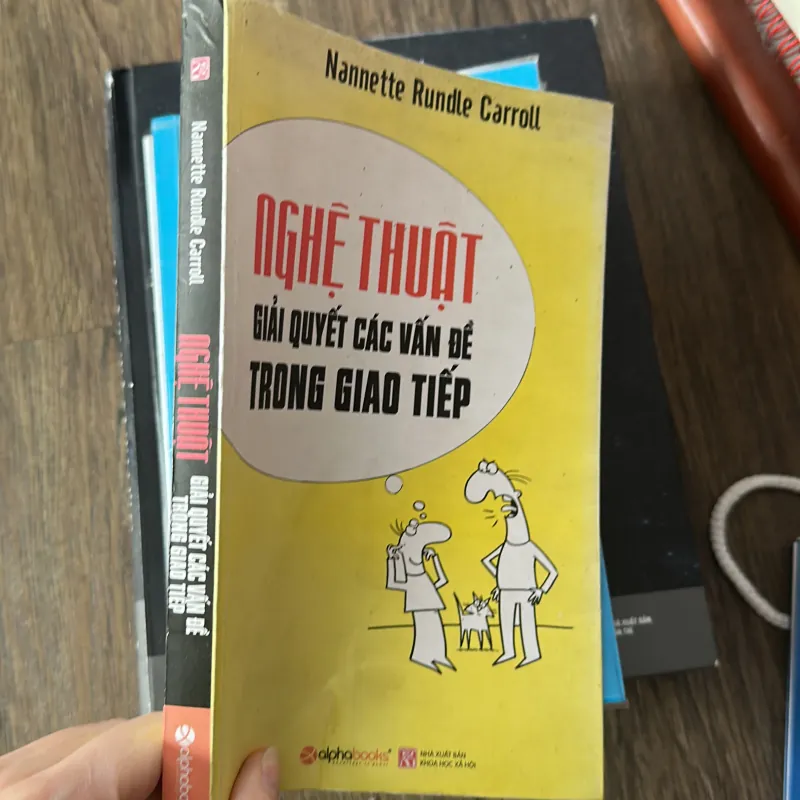 Nannette Rundle Carroll
NGHỆ THUẬT
GIẢI QUYẾT CÁC VẤN ĐỀ
TRONG GIAO TIẾP
alphabooks
NHÀ XUẤT BẢN
KHOA HỌC XÃ HỘI
Nannette Rundle Carroll
NGHỆ THUẬT
GIẢI QUYẾT CÁC VẤN ĐỀ
TRONG GIAO TIẾP
alphabooks